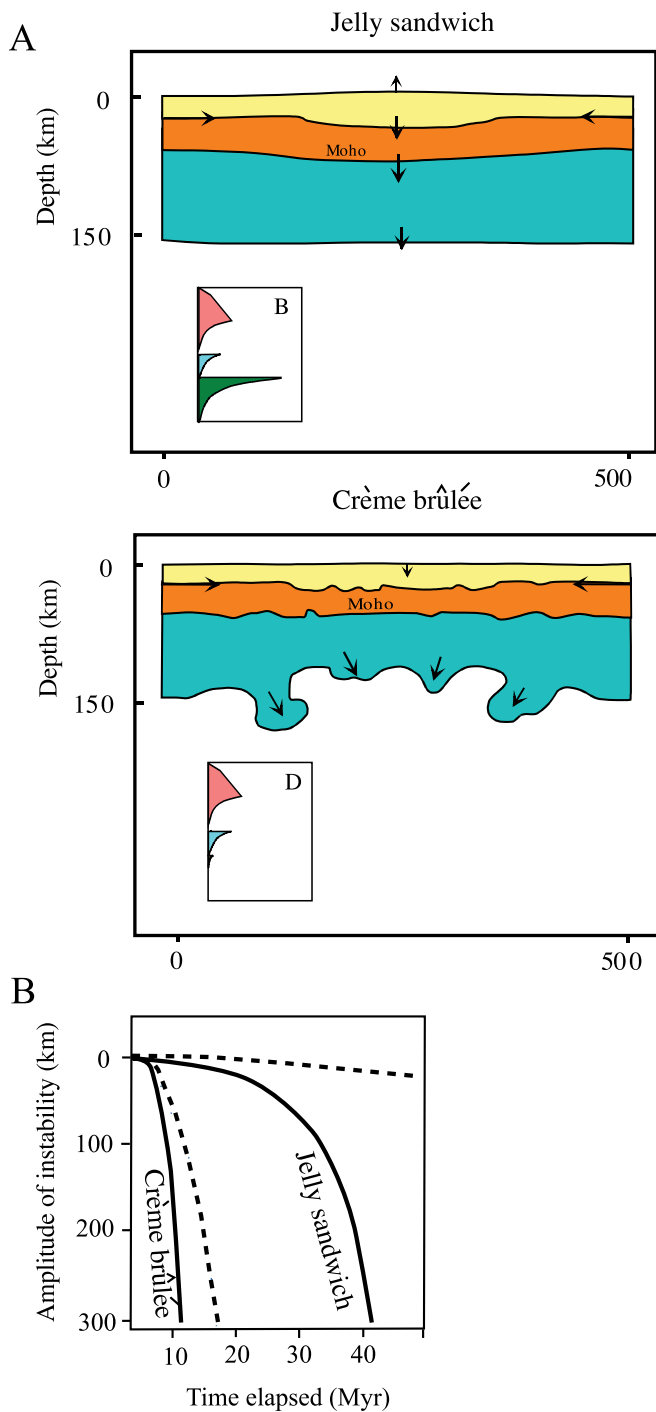 A
Jelly sandwich
0
Depth (km)
Moho
150
B
0
500
Crème brûlée
0
Depth (km)
Moho
150
D
0
500
B
Amplitude of instability (km)
0
100
200
300
Crème brûlée
Jelly sandwich
10
20
30
40
Time elapsed (Myr)